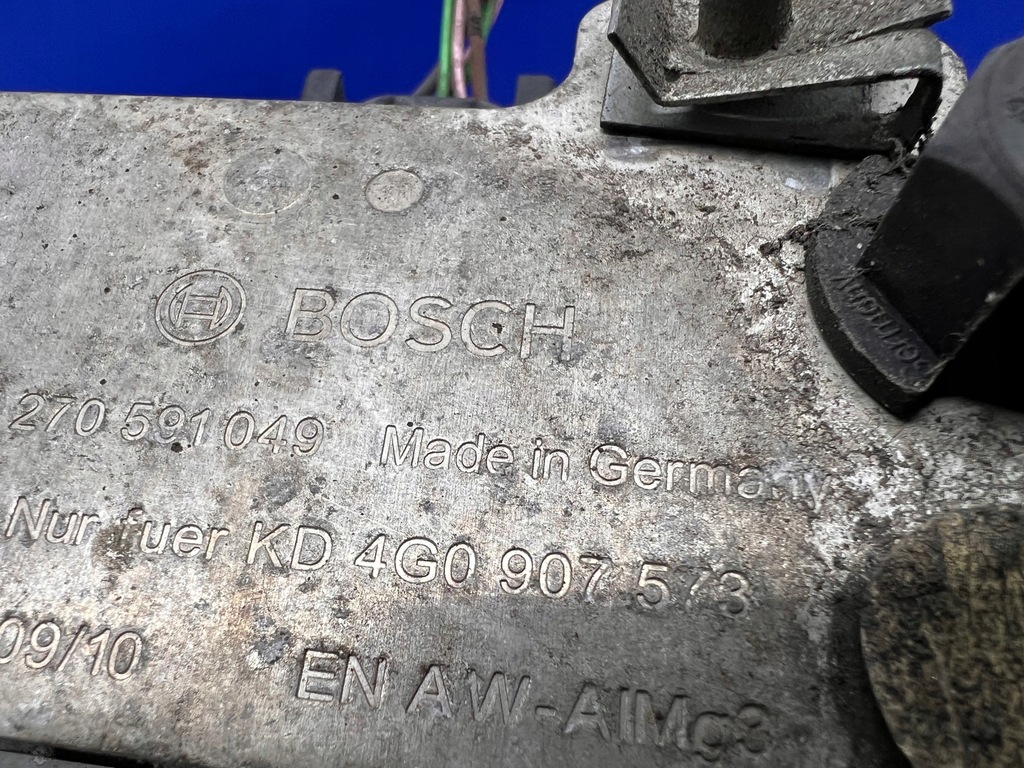 BOSCH
270 591 049 Made in Germany
Nur fuer KD 4G0 907 573
09/10 EN AW-AlMg3